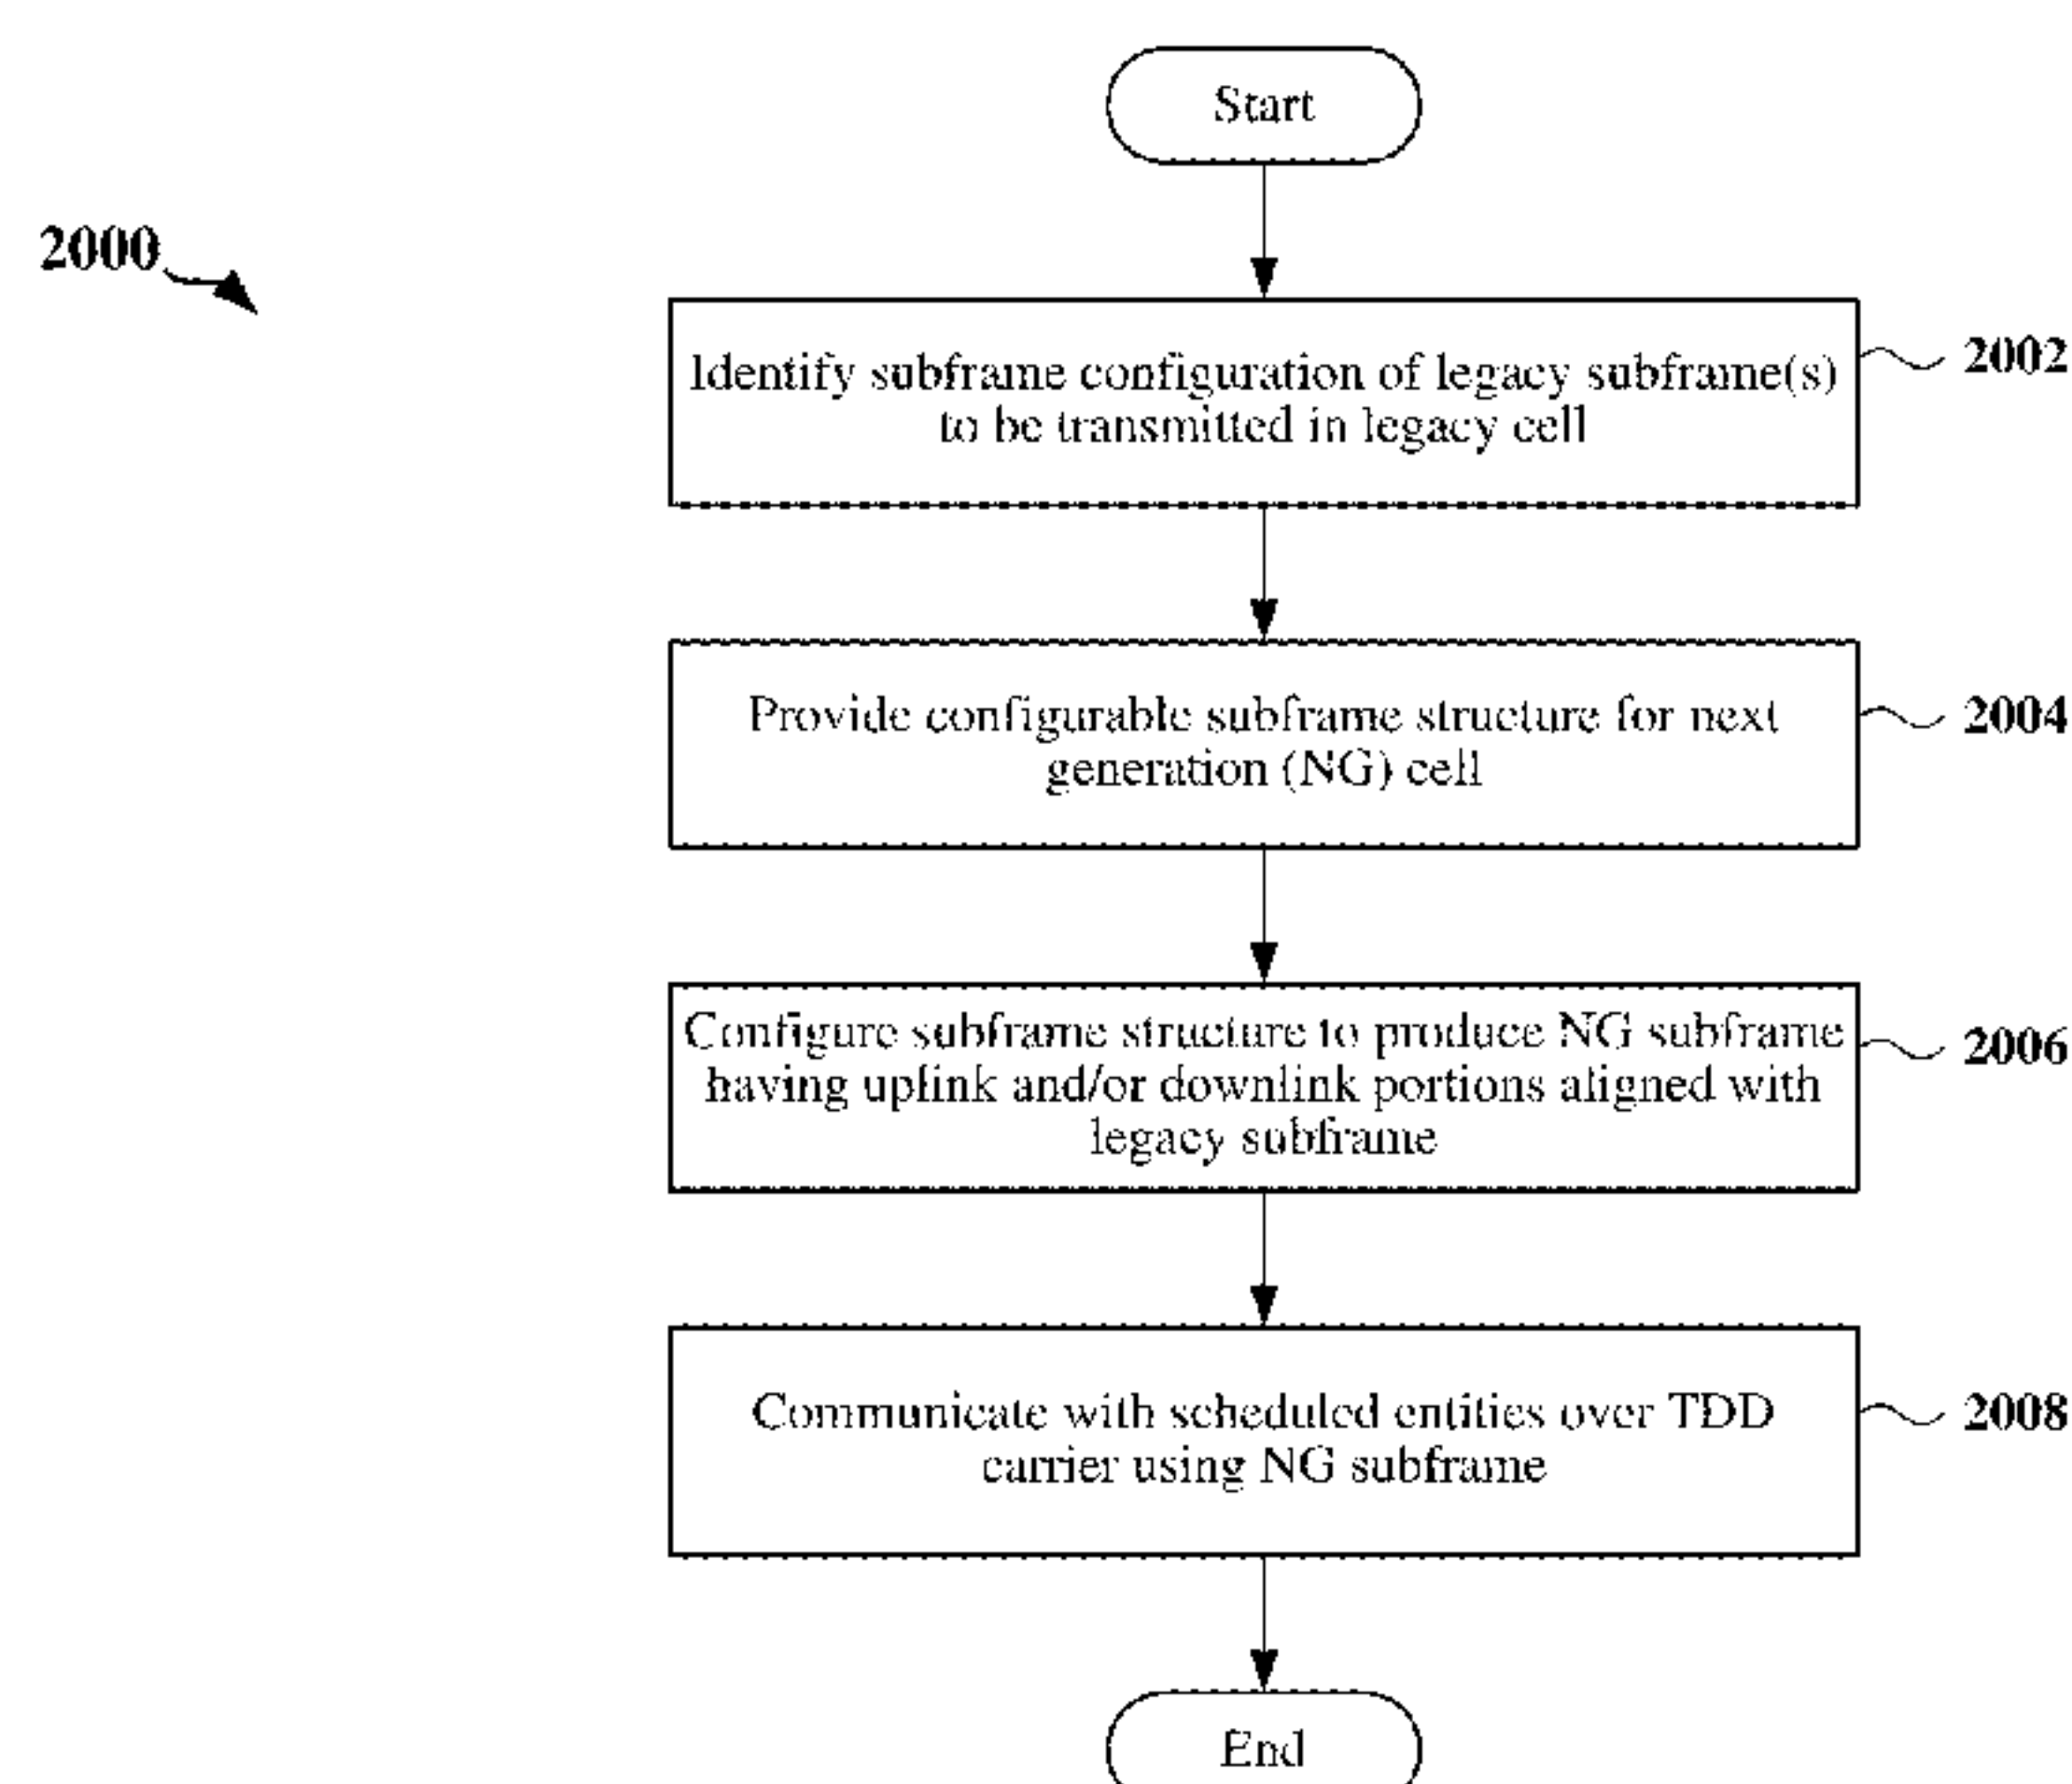 Start
2000
Identify subframe configuration of legacy subframe(s)
to be transmitted in legacy cell
2002
Provide configurable subframe structure for next
generation (NG) cell
2004
Configure subframe structure to produce NG subframe
having uplink and/or downlink portions aligned with
legacy subframe
2006
Communicate with scheduled entities over TDD
carrier using NG subframe
2008
End